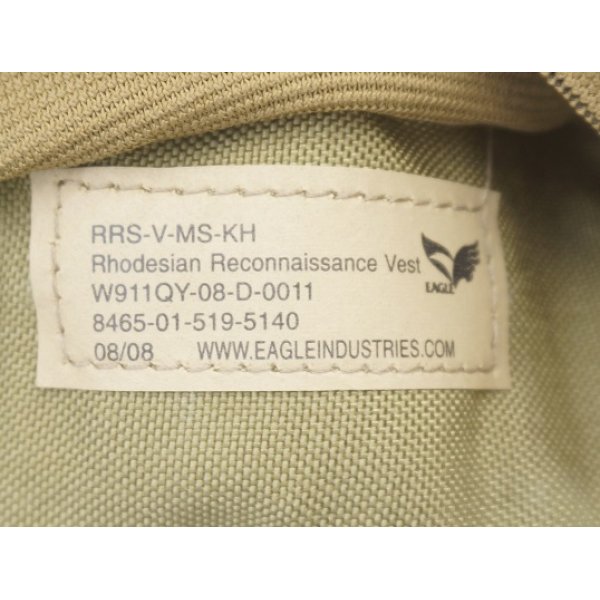 RRS-V-MS-KH
Rhodesian Reconnaissance Vest
EAGLE
W911QY-08-D-0011
8465-01-519-5140
08/08 WWW.EAGLEINDUSTRIES.COM